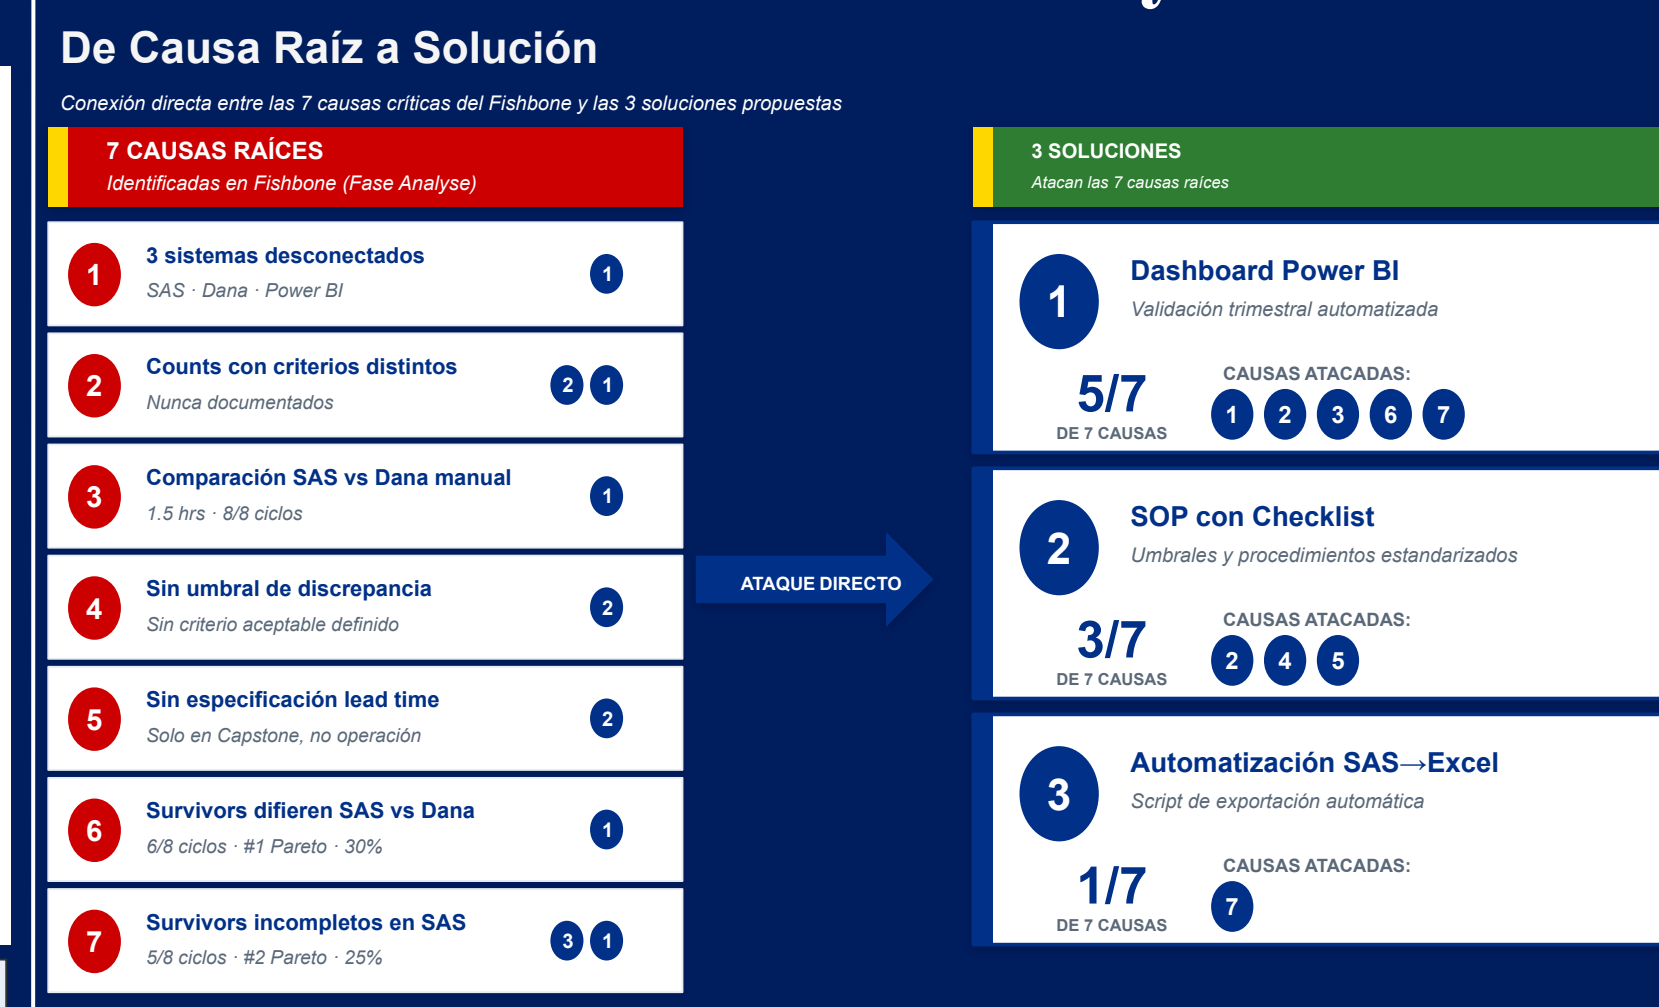 De Causa Raíz a Solución
Conexión directa entre las 7 causas críticas del Fishbone y las 3 soluciones propuestas
7 CAUSAS RAÍCES
Identificadas en Fishbone (Fase Analyse)
1
3 sistemas desconectados
SAS · Dana · Power BI
1
2
Counts con criterios distintos
Nunca documentados
2 1
3
Comparación SAS vs Dana manual
1.5 hrs · 8/8 ciclos
1
4
Sin umbral de discrepancia
Sin criterio aceptable definido
2
5
Sin especificación lead time
Solo en Capstone, no operación
2
6
Survivors difieren SAS vs Dana
6/8 ciclos · #1 Pareto · 30%
1
7
Survivors incompletos en SAS
5/8 ciclos · #2 Pareto · 25%
3 1
ATAQUE DIRECTO
3 SOLUCIONES
Atacan las 7 causas raíces
1
Dashboard Power BI
Validación trimestral automatizada
5/7
DE 7 CAUSAS
CAUSAS ATACADAS:
1 2 3 6 7
2
SOP con Checklist
Umbrales y procedimientos estandarizados
3/7
DE 7 CAUSAS
CAUSAS ATACADAS:
2 4 5
3
Automatización SAS→Excel
Script de exportación automática
1/7
DE 7 CAUSAS
CAUSAS ATACADAS:
7